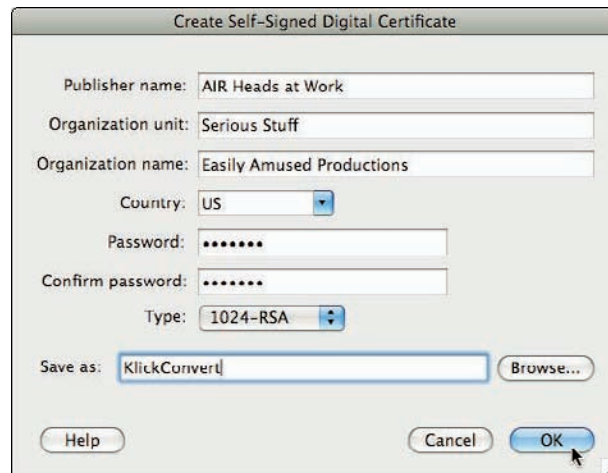 Create Self-Signed Digital Certificate
Publisher name: AIR Heads at Work
Organization unit: Serious Stuff
Organization name: Easily Amused Productions
Country: US
Password: •••••••
Confirm password: •••••••
Type: 1024-RSA
Save as: KlickConvert Browse...
Help Cancel OK